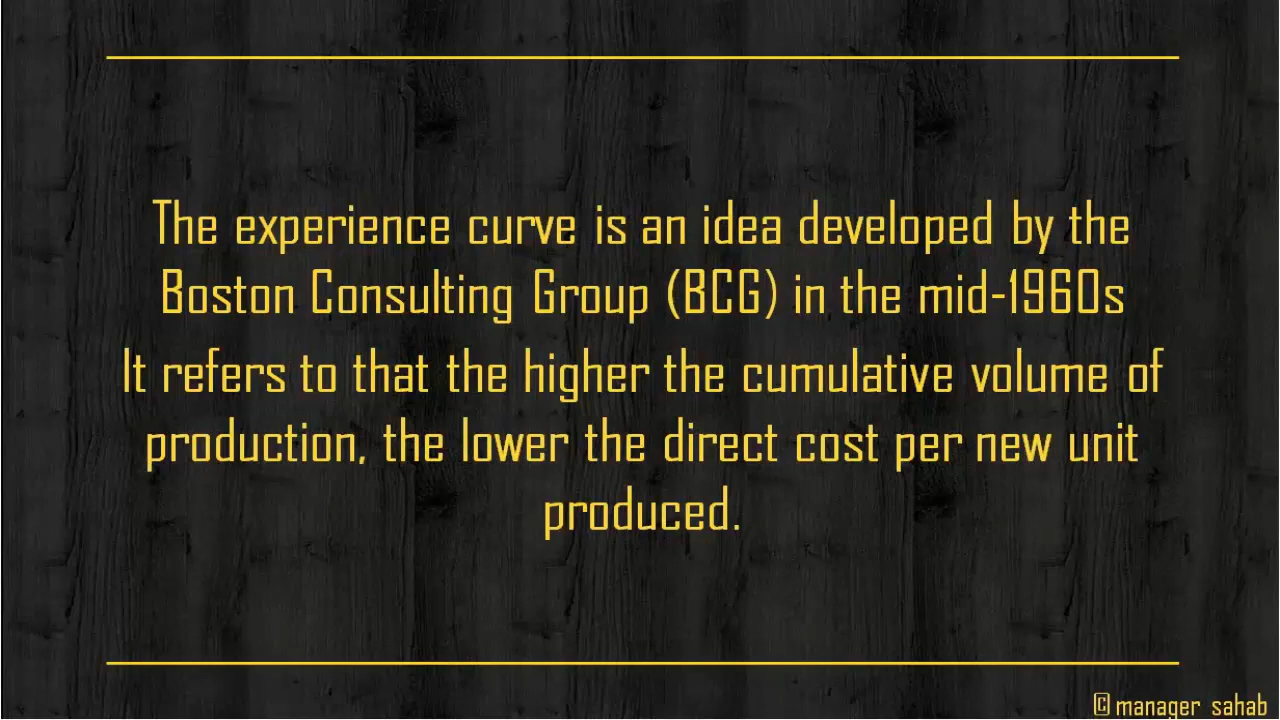 The experience curve is an idea developed by the
Boston Consulting Group (BCG) in the mid-1960s
It refers to that the higher the cumulative volume of
production, the lower the direct cost per new unit
produced.
©manager sahab